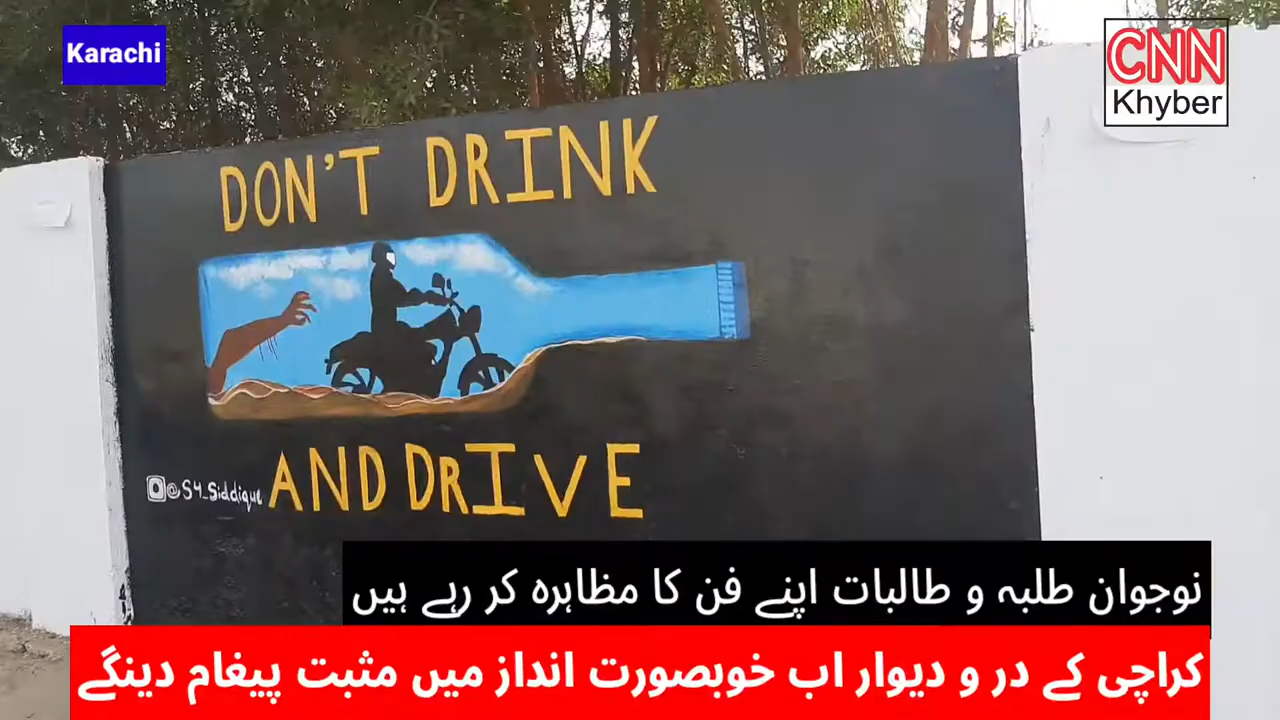 Karachi
CNN
Khyber
DON'T DRINK
AND DRIVE
@S4_Siddique
نوجوان طلبہ و طالبات اپنے فن کا مظاہرہ کر رہے ہیں
کراچی کے در و دیوار اب خوبصورت انداز میں مثبت پیغام دینگے